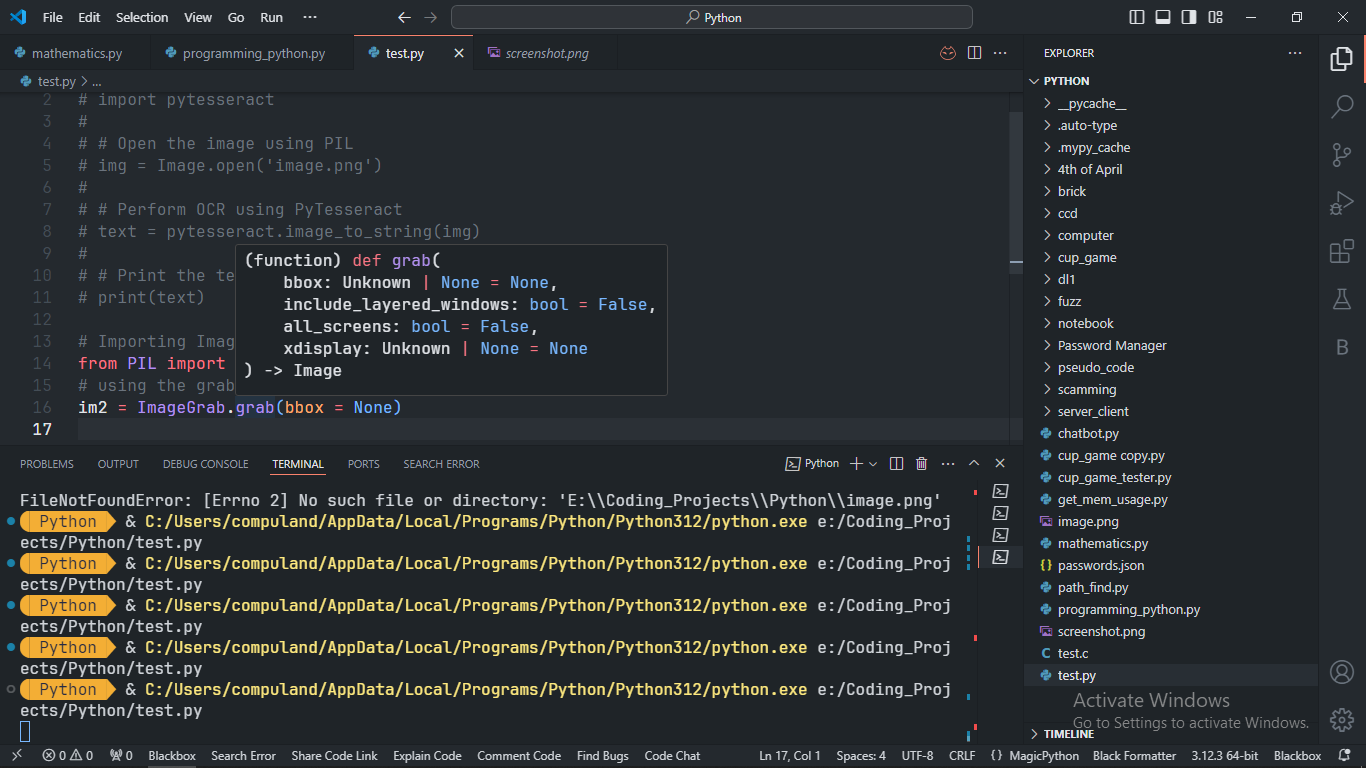 File Edit Selection View Go Run ··· Python
mathematics.py programming_python.py test.py screenshot.png
test.py > ...
2 # import pytesseract
3 #
4 # # Open the image using PIL
5 # img = Image.open('image.png')
6 #
7 # # Perform OCR using PyTesseract
8 # text = pytesseract.image_to_string(img)
9 #
10 # # Print the te
11 # print(text)
12
13 # Importing Imag
14 from PIL import
15 # using the grab
16 im2 = ImageGrab.grab(bbox = None)
17
(function) def grab(
bbox: Unknown | None = None,
include_layered_windows: bool = False,
all_screens: bool = False,
xdisplay: Unknown | None = None
) -> Image
PROBLEMS OUTPUT DEBUG CONSOLE TERMINAL PORTS SEARCH ERROR Python
FileNotFoundError: [Errno 2] No such file or directory: 'E:\\Coding_Projects\\Python\\image.png'
Python & C:/Users/compuland/AppData/Local/Programs/Python/Python312/python.exe e:/Coding_Proj
ects/Python/test.py
Python & C:/Users/compuland/AppData/Local/Programs/Python/Python312/python.exe e:/Coding_Proj
ects/Python/test.py
Python & C:/Users/compuland/AppData/Local/Programs/Python/Python312/python.exe e:/Coding_Proj
ects/Python/test.py
Python & C:/Users/compuland/AppData/Local/Programs/Python/Python312/python.exe e:/Coding_Proj
ects/Python/test.py
Python & C:/Users/compuland/AppData/Local/Programs/Python/Python312/python.exe e:/Coding_Proj
ects/Python/test.py
EXPLORER
PYTHON
__pycache__
.auto-type
.mypy_cache
4th of April
brick
ccd
computer
cup_game
dl1
fuzz
notebook
Password Manager
pseudo_code
scamming
server_client
chatbot.py
cup_game copy.py
cup_game_tester.py
get_mem_usage.py
image.png
mathematics.py
passwords.json
path_find.py
programming_python.py
screenshot.png
test.c
test.py
Activate Windows
Go to Settings to activate Windows.
TIMELINE
B
0 0 0 Blackbox Search Error Share Code Link Explain Code Comment Code Find Bugs Code Chat Ln 17, Col 1 Spaces: 4 UTF-8 CRLF MagicPython Black Formatter 3.12.3 64-bit Blackbox